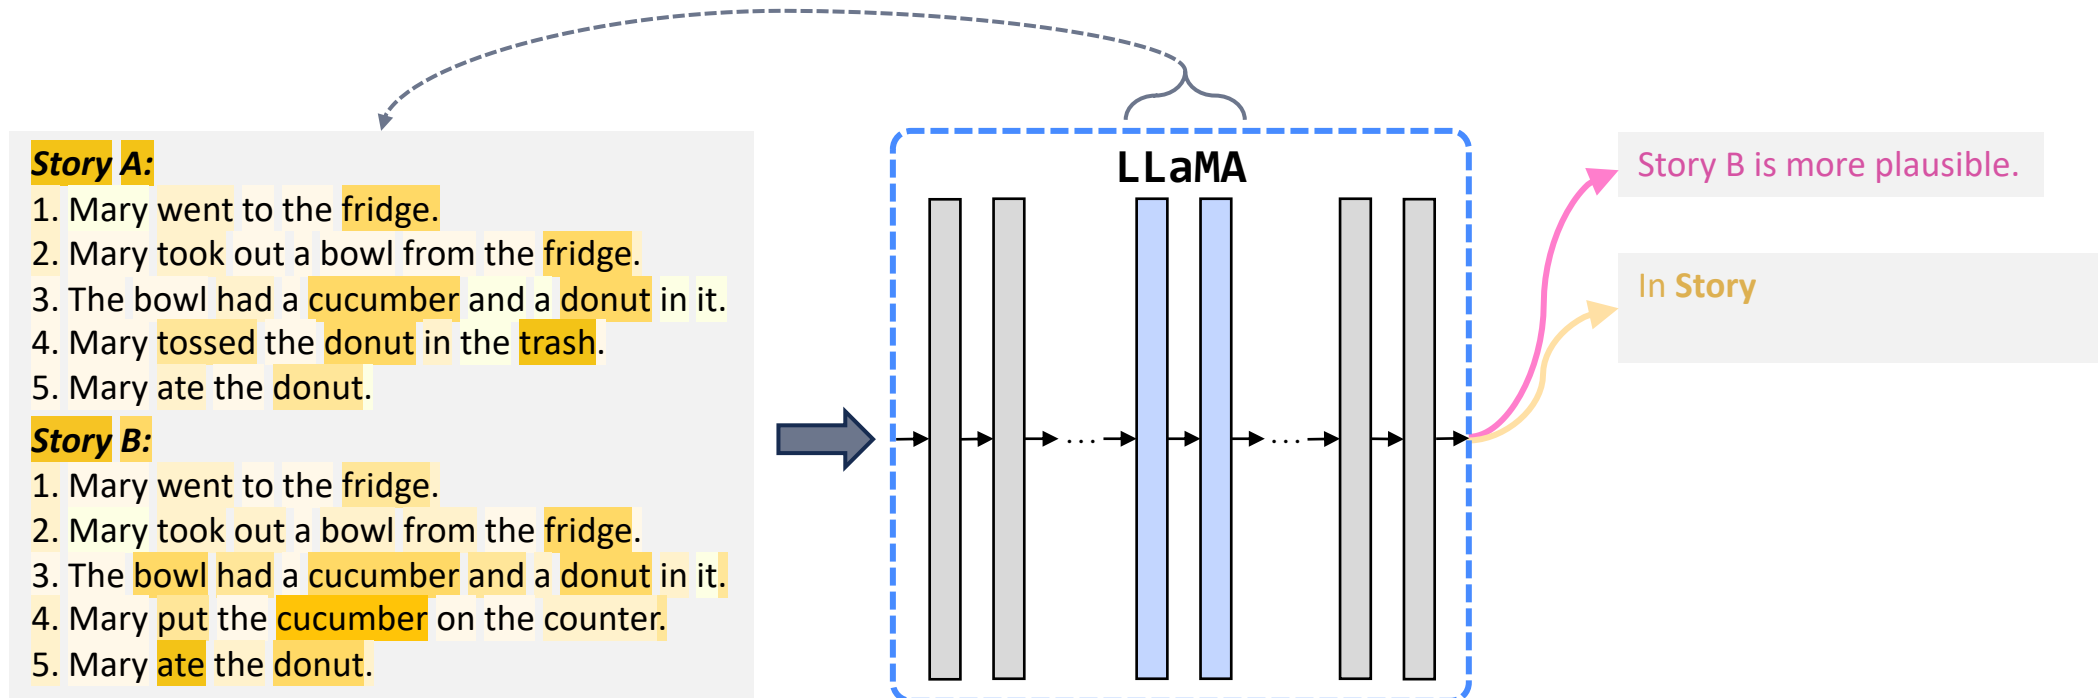 Story A:
1. Mary went to the fridge.
2. Mary took out a bowl from the fridge.
3. The bowl had a cucumber and a donut in it.
4. Mary tossed the donut in the trash.
5. Mary ate the donut.
Story B:
1. Mary went to the fridge.
2. Mary took out a bowl from the fridge.
3. The bowl had a cucumber and a donut in it.
4. Mary put the cucumber on the counter.
5. Mary ate the donut.
LLaMA
... ...
Story B is more plausible.
In Story